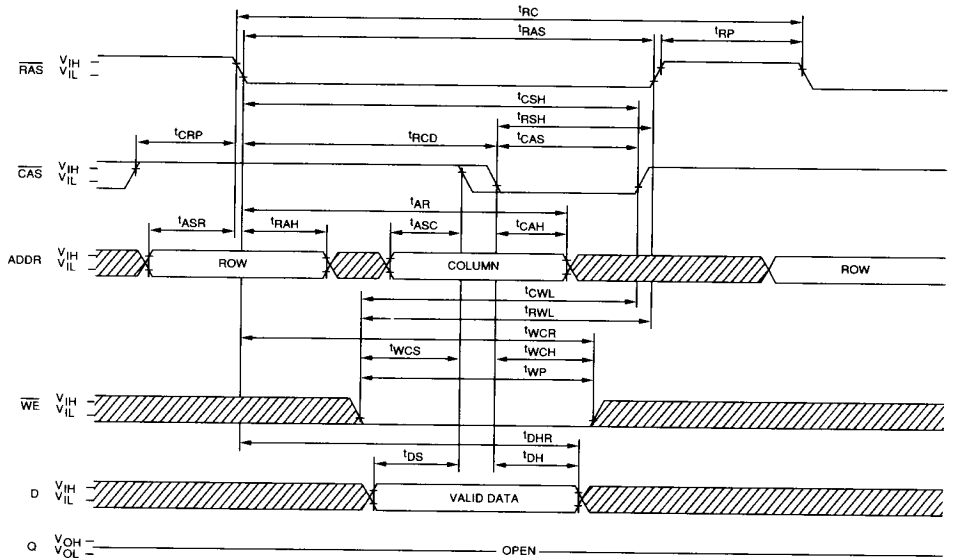 tRC
tRAS
tRP
RAS VIH
VIL
tCSH
tRSH
tCRP
tRCD
tCAS
CAS VIH
VIL
tAR
tASR
tRAH
tASC
tCAH
ADDR VIH
VIL
ROW
COLUMN
ROW
tCWL
tRWL
tWCR
tWCS
tWCH
tWP
WE VIH
VIL
tDHR
tDS
tDH
D VIH
VIL
VALID DATA
Q VOH
VOL
OPEN